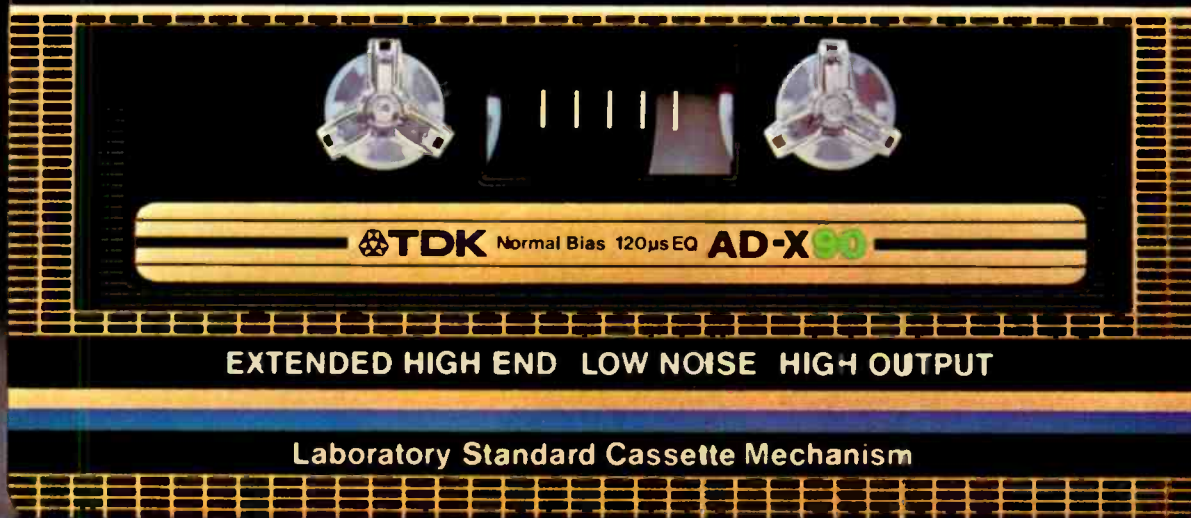 TDK Normal Bias 120µs EQ AD-X90
EXTENDED HIGH END LOW NOISE HIGH OUTPUT
Laboratory Standard Cassette Mechanism